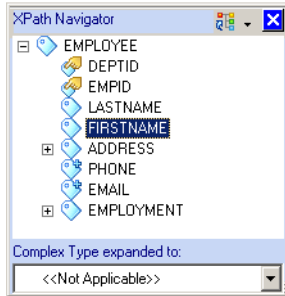 XPath Navigator
EMPLOYEE
DEPTID
EMPID
LASTNAME
FIRSTNAME
ADDRESS
PHONE
EMAIL
EMPLOYMENT
Complex Type expanded to:
<<Not Applicable>>